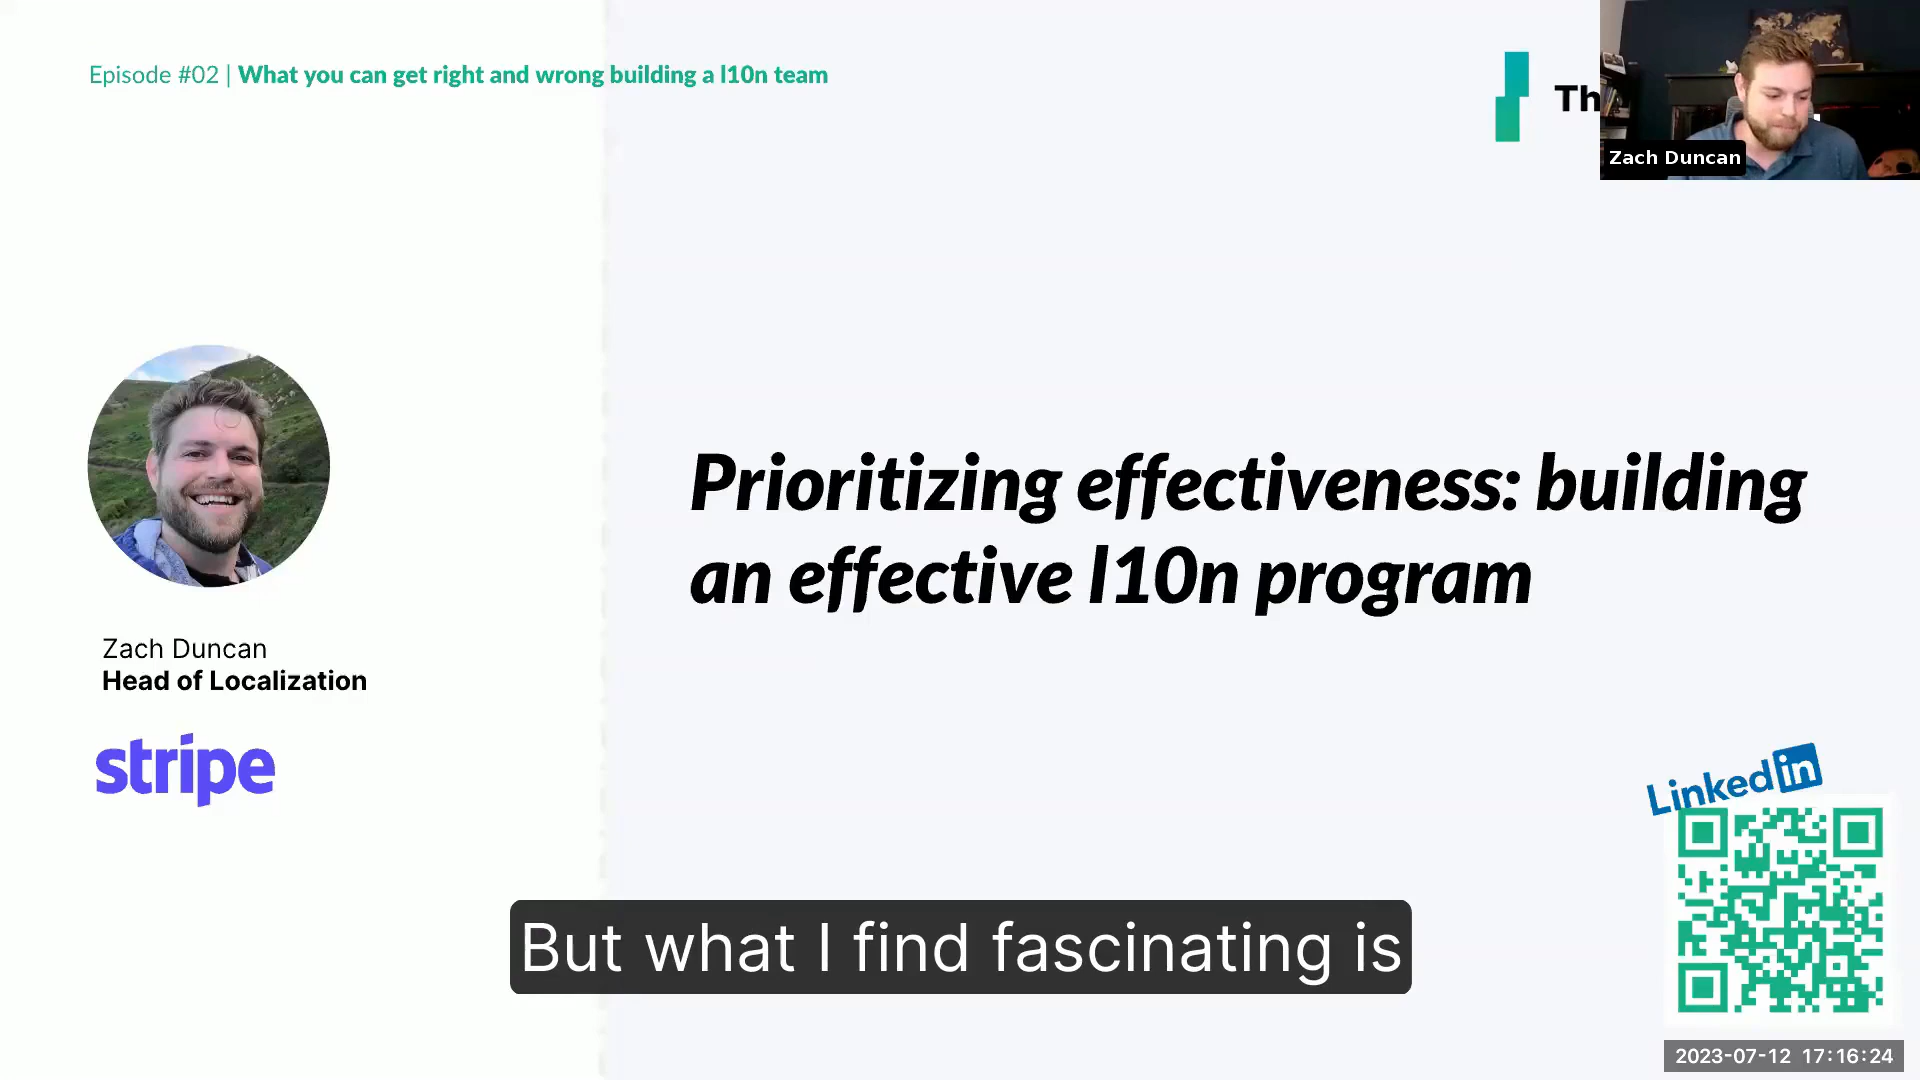 Episode #02 | What you can get right and wrong building a l10n team
Th
Zach Duncan
Prioritizing effectiveness: building
an effective l10n program
Zach Duncan
Head of Localization
stripe
LinkedIn
But what I find fascinating is
2023-07-12 17:16:24